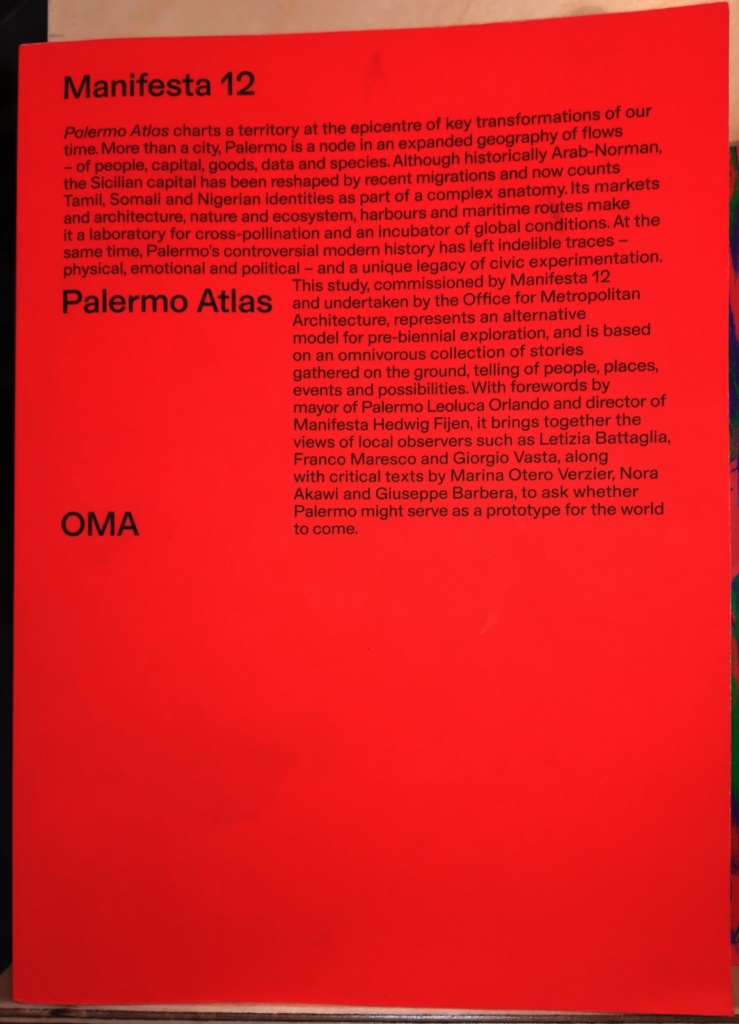 Manifesta 12
Palermo Atlas charts a territory at the epicentre of key transformations of our
time. More than a city, Palermo is a node in an expanded geography of flows
– of people, capital, goods, data and species. Although historically Arab-Norman,
the Sicilian capital has been reshaped by recent migrations and now counts
Tamil, Somali and Nigerian identities as part of a complex anatomy. Its markets
and architecture, nature and ecosystem, harbours and maritime routes make
it a laboratory for cross-pollination and an incubator of global conditions. At the
same time, Palermo's controversial modern history has left indelible traces –
physical, emotional and political – and a unique legacy of civic experimentation.
Palermo Atlas
This study, commissioned by Manifesta 12
and undertaken by the Office for Metropolitan
Architecture, represents an alternative
model for pre-biennial exploration, and is based
on an omnivorous collection of stories
gathered on the ground, telling of people, places,
events and possibilities. With forewords by
mayor of Palermo Leoluca Orlando and director of
Manifesta Hedwig Fijen, it brings together the
views of local observers such as Letizia Battaglia,
Franco Maresco and Giorgio Vasta, along
with critical texts by Marina Otero Verzier, Nora
Akawi and Giuseppe Barbera, to ask whether
Palermo might serve as a prototype for the world
to come.
OMA